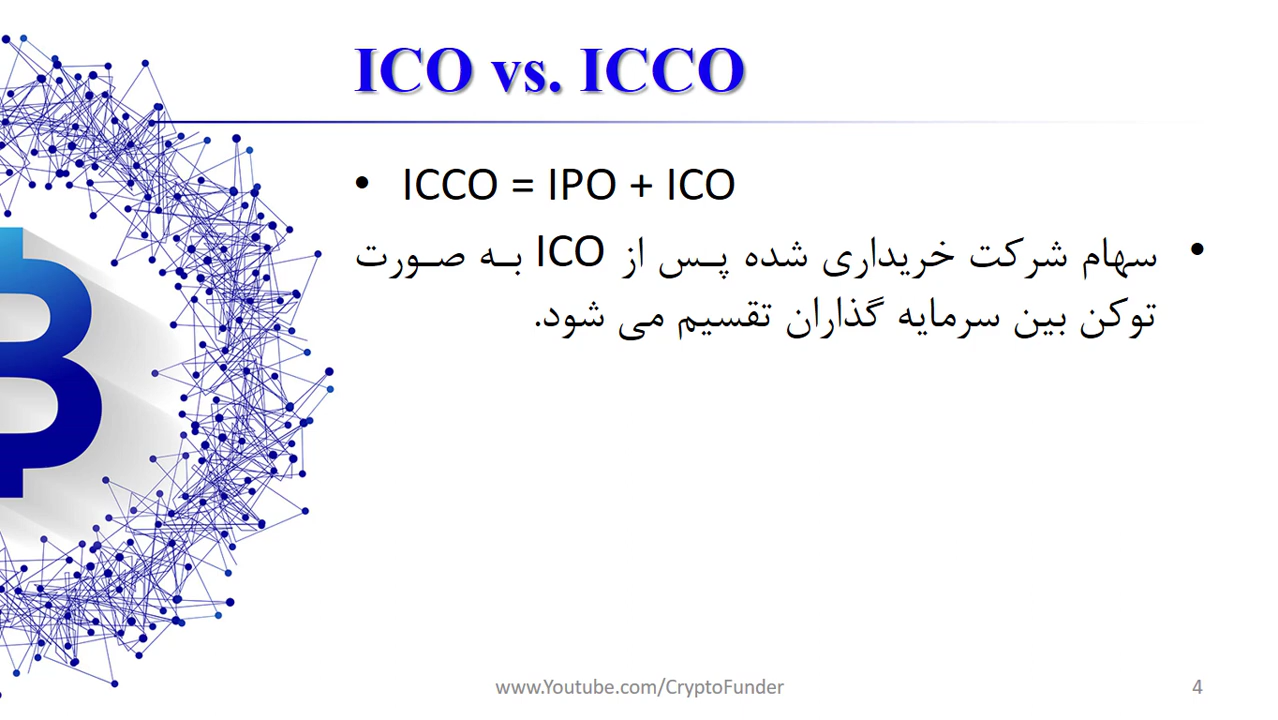 ICO vs. ICCO
• ICCO = IPO + ICO
• سهام شرکت خریداری شده پس از ICO به صورت
توکن بین سرمایه گذاران تقسیم می شود.
www.Youtube.com/CryptoFunder
4